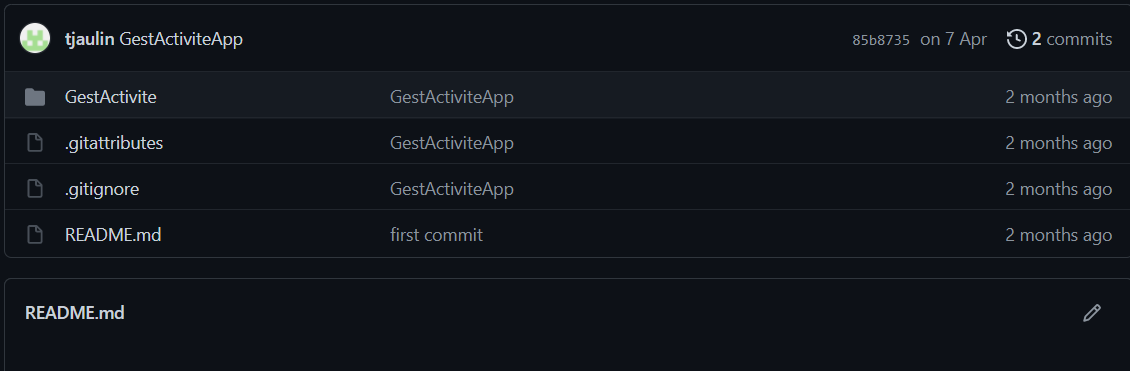 tjaulin GestActiviteApp 85b8735 on 7 Apr 2 commits
GestActivite GestActiviteApp 2 months ago
.gitattributes GestActiviteApp 2 months ago
.gitignore GestActiviteApp 2 months ago
README.md first commit 2 months ago
README.md